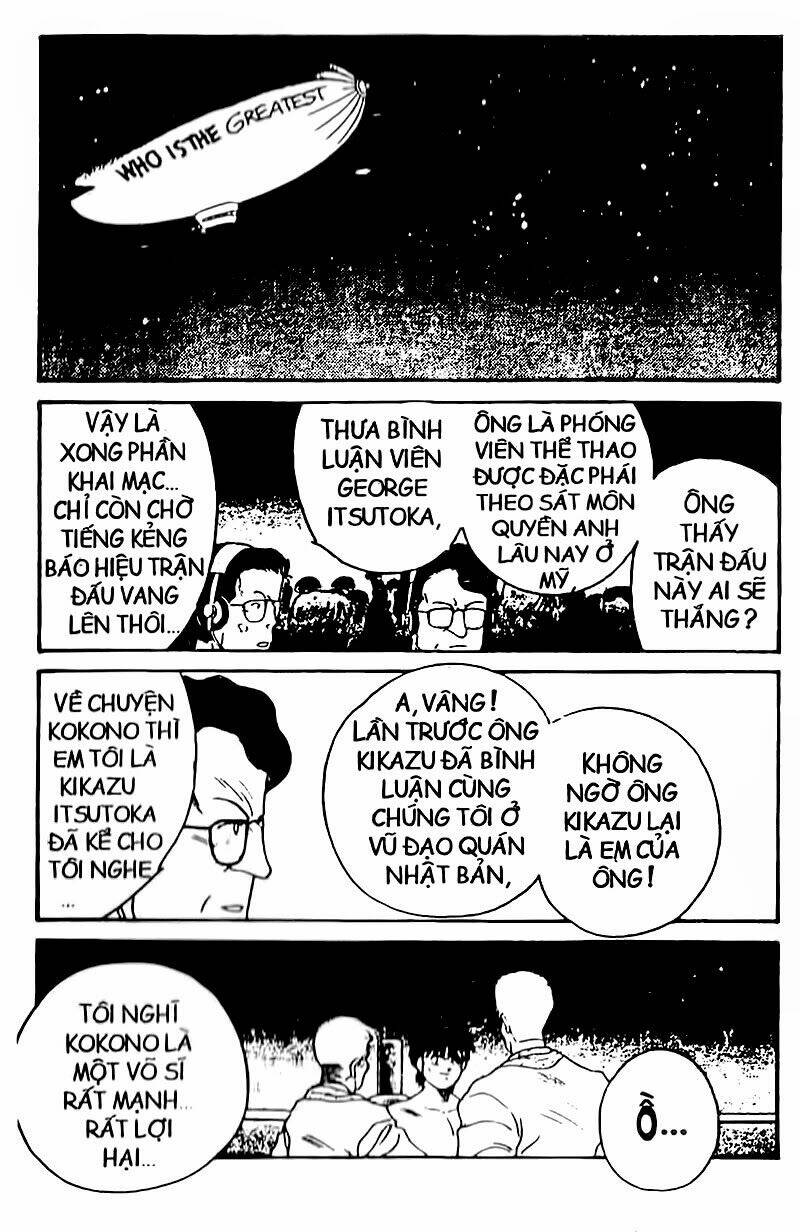 WHO IS THE GREATEST
VẬY LÀ
XONG PHẦN
KHAI MẠC...
CHỈ CÒN CHỜ
TIẾNG KẺNG
BÁO HIỆU TRẬN
ĐẤU VANG
LÊN THÔI...
THƯA BÌNH
LUẬN VIÊN
GEORGE
ITSUTOKA,
ÔNG LÀ PHÓNG
VIÊN THỂ THAO
ĐƯỢC ĐẶC PHÁI
THEO SÁT MÔN
QUYỀN ANH
LÂU NAY Ở
MỸ,
ÔNG
THẤY
TRẬN ĐẤU
NÀY AI SẼ
THẮNG?
VỀ CHUYỆN
KOKONO THÌ
EM TÔI LÀ
KIKAZU
ITSUTOKA
ĐÃ KỂ CHO
TÔI NGHE
...
A, VÂNG!
LẦN TRƯỚC ÔNG
KIKAZU ĐÃ BÌNH
LUẬN CÙNG
CHÚNG TÔI Ở
VŨ ĐẠO QUÁN
NHẬT BẢN,
KHÔNG
NGỜ ÔNG
KIKAZU LẠI
LÀ EM CỦA
ÔNG!
TÔI NGHĨ
KOKONO LÀ
MỘT VÕ SĨ
RẤT MẠNH...
RẤT LỢI
HẠI...
Ồ...